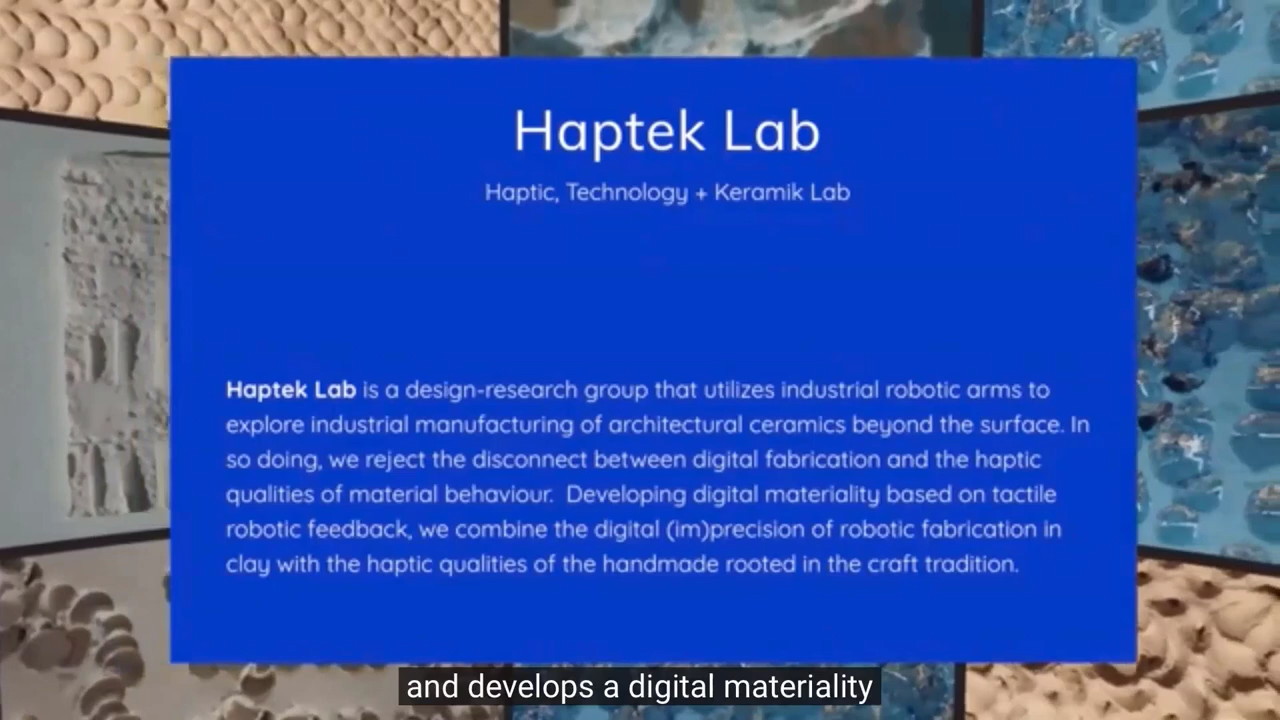 Haptek Lab
Haptic, Technology + Keramik Lab
Haptek Lab is a design-research group that utilizes industrial robotic arms to
explore industrial manufacturing of architectural ceramics beyond the surface. In
so doing, we reject the disconnect between digital fabrication and the haptic
qualities of material behaviour. Developing digital materiality based on tactile
robotic feedback, we combine the digital (im)precision of robotic fabrication in
clay with the haptic qualities of the handmade rooted in the craft tradition.
and develops a digital materiality